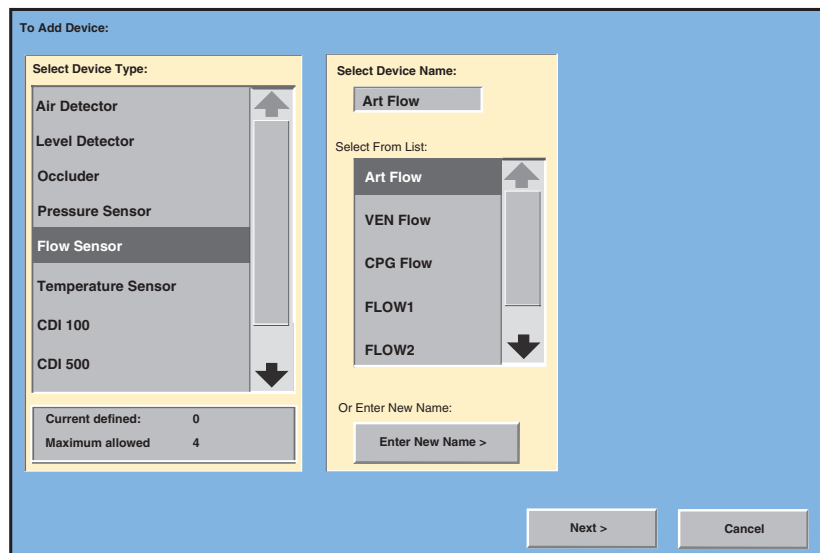 To Add Device:
Select Device Type:
Air Detector
Level Detector
Occluder
Pressure Sensor
Flow Sensor
Temperature Sensor
CDI 100
CDI 500
Current defined: 0
Maximum allowed 4
Select Device Name:
Art Flow
Select From List:
Art Flow
VEN Flow
CPG Flow
FLOW1
FLOW2
Or Enter New Name:
Enter New Name >
Next >
Cancel